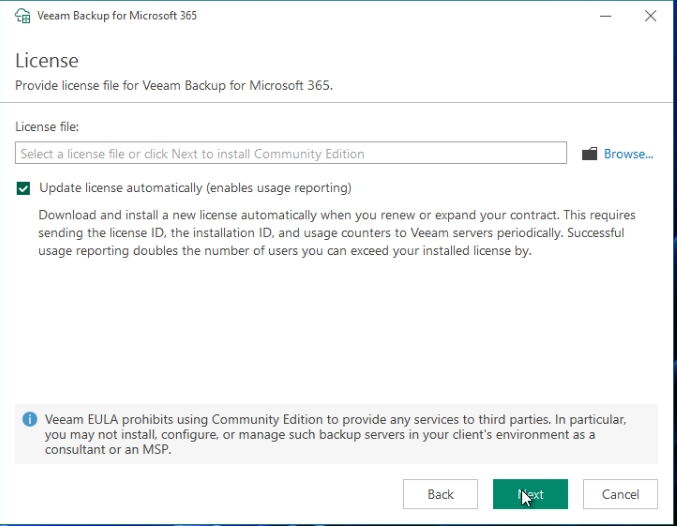 Veeam Backup for Microsoft 365
License
Provide license file for Veeam Backup for Microsoft 365.
License file:
Select a license file or click Next to install Community Edition
Browse...
Update license automatically (enables usage reporting)
Download and install a new license automatically when you renew or expand your contract. This requires
sending the license ID, the installation ID, and usage counters to Veeam servers periodically. Successful
usage reporting doubles the number of users you can exceed your installed license by.
Veeam EULA prohibits using Community Edition to provide any services to third parties. In particular,
you may not install, configure, or manage such backup servers in your client's environment as a
consultant or an MSP.
Back
Next
Cancel